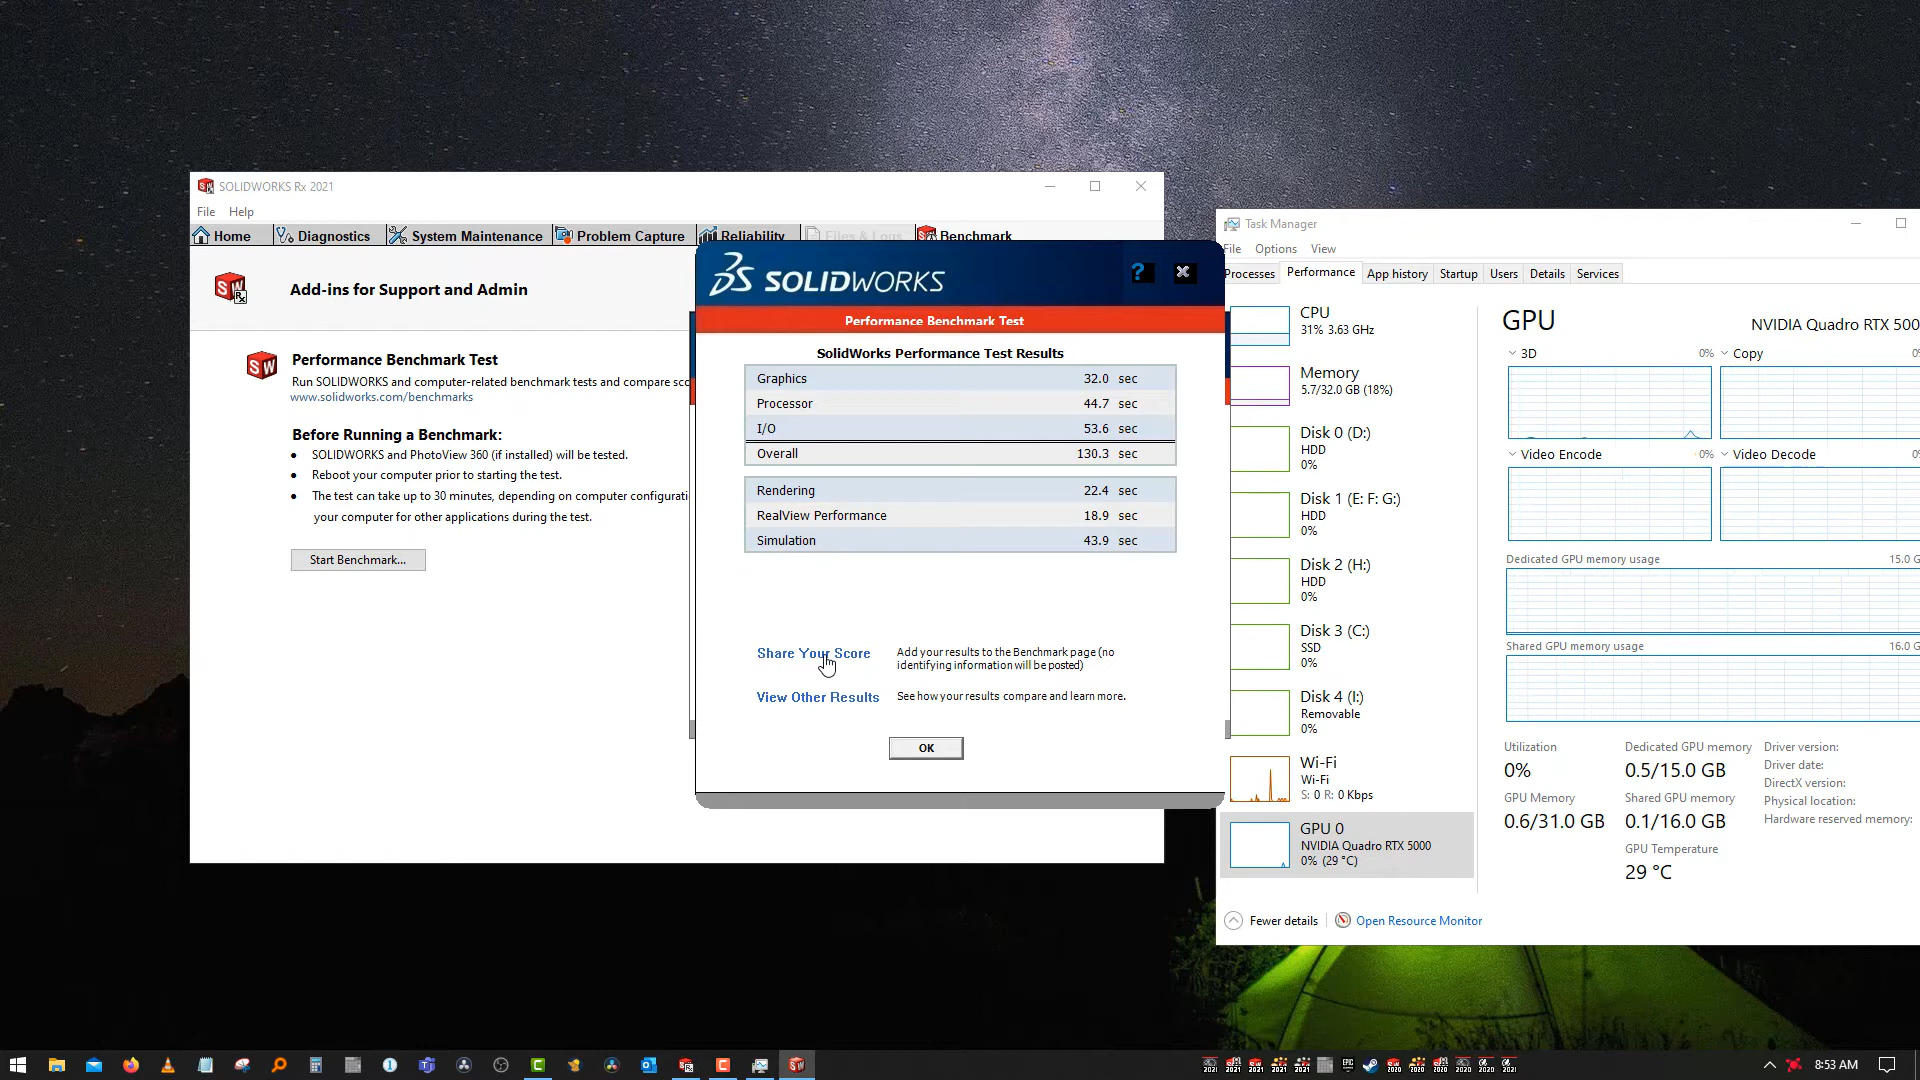 SOLIDWORKS Rx 2021
File Help
Home Diagnostics System Maintenance Problem Capture Reliability Files & Logs Benchmark
Add-ins for Support and Admin
Performance Benchmark Test
Run SOLIDWORKS and computer-related benchmark tests and compare sco
www.solidworks.com/benchmarks
Before Running a Benchmark:
SOLIDWORKS and PhotoView 360 (if installed) will be tested.
Reboot your computer prior to starting the test.
The test can take up to 30 minutes, depending on computer configurati
your computer for other applications during the test.
Start Benchmark...
SOLIDWORKS
Performance Benchmark Test
SolidWorks Performance Test Results
Graphics 32.0 sec
Processor 44.7 sec
I/O 53.6 sec
Overall 130.3 sec
Rendering 22.4 sec
RealView Performance 18.9 sec
Simulation 43.9 sec
Share Your Score
Add your results to the Benchmark page (no
identifying information will be posted)
View Other Results
See how your results compare and learn more.
OK
Task Manager
File Options View
Processes Performance App history Startup Users Details Services
CPU
31% 3.63 GHz
Memory
5.7/32.0 GB (18%)
Disk 0 (D:)
HDD
0%
Disk 1 (E: F: G:)
HDD
0%
Disk 2 (H:)
HDD
0%
Disk 3 (C:)
SSD
0%
Disk 4 (I:)
Removable
0%
Wi-Fi
Wi-Fi
S: 0 R: 0 Kbps
GPU 0
NVIDIA Quadro RTX 5000
0% (29 °C)
GPU
NVIDIA Quadro RTX 500
3D 0% Copy 0%
Video Encode 0% Video Decode 0%
Dedicated GPU memory usage 15.0 G
Shared GPU memory usage 16.0 G
Utilization
0%
GPU Memory
0.6/31.0 GB
Dedicated GPU memory
0.5/15.0 GB
Shared GPU memory
0.1/16.0 GB
GPU Temperature
29 °C
Driver version:
Driver date:
DirectX version:
Physical location:
Hardware reserved memory:
Fewer details
Open Resource Monitor
8:53 AM